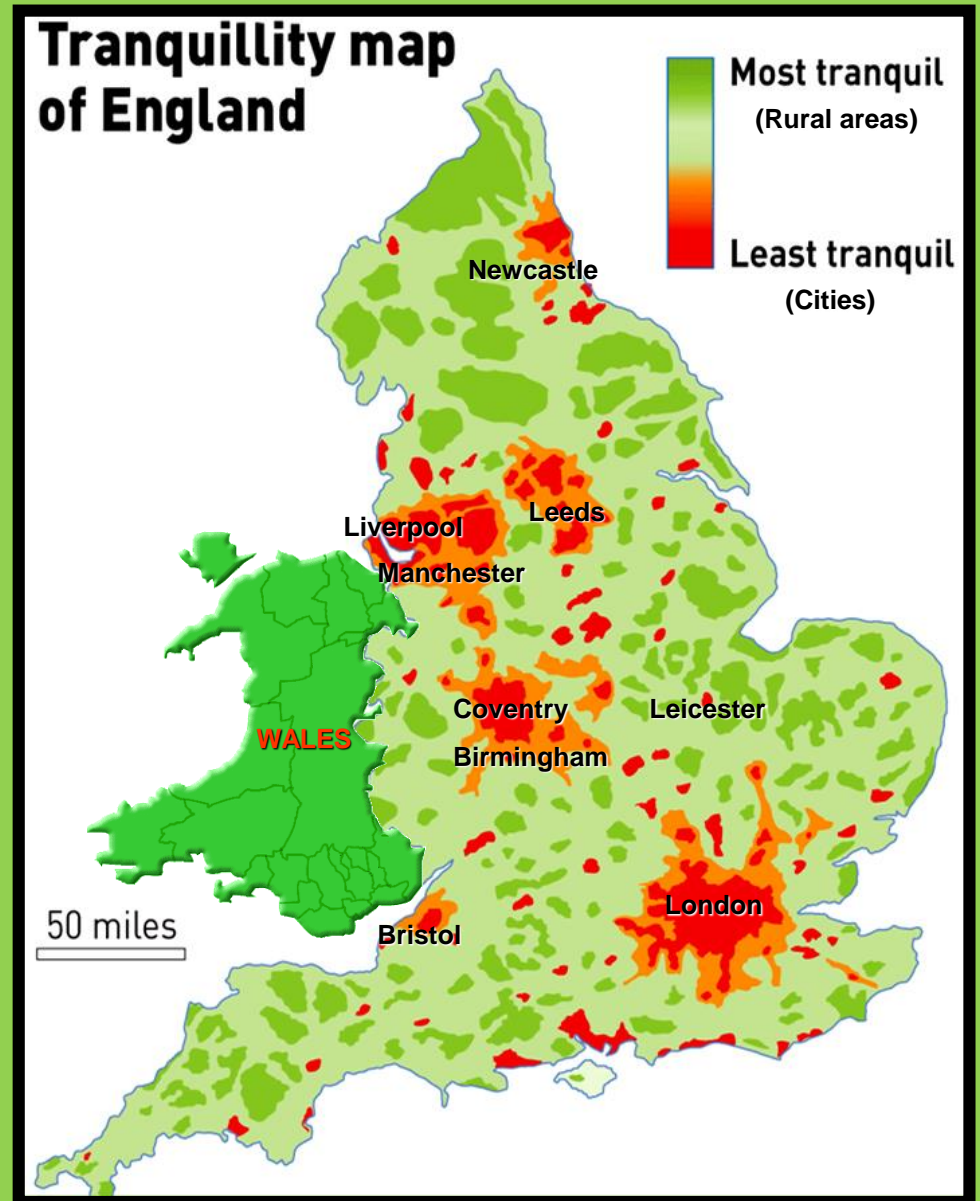 Tranquillity map
of England
Most tranquil
(Rural areas)
Least tranquil
(Cities)
Newcastle
Leeds
Liverpool
Manchester
Coventry
Leicester
WALES
Birmingham
London
50 miles
Bristol